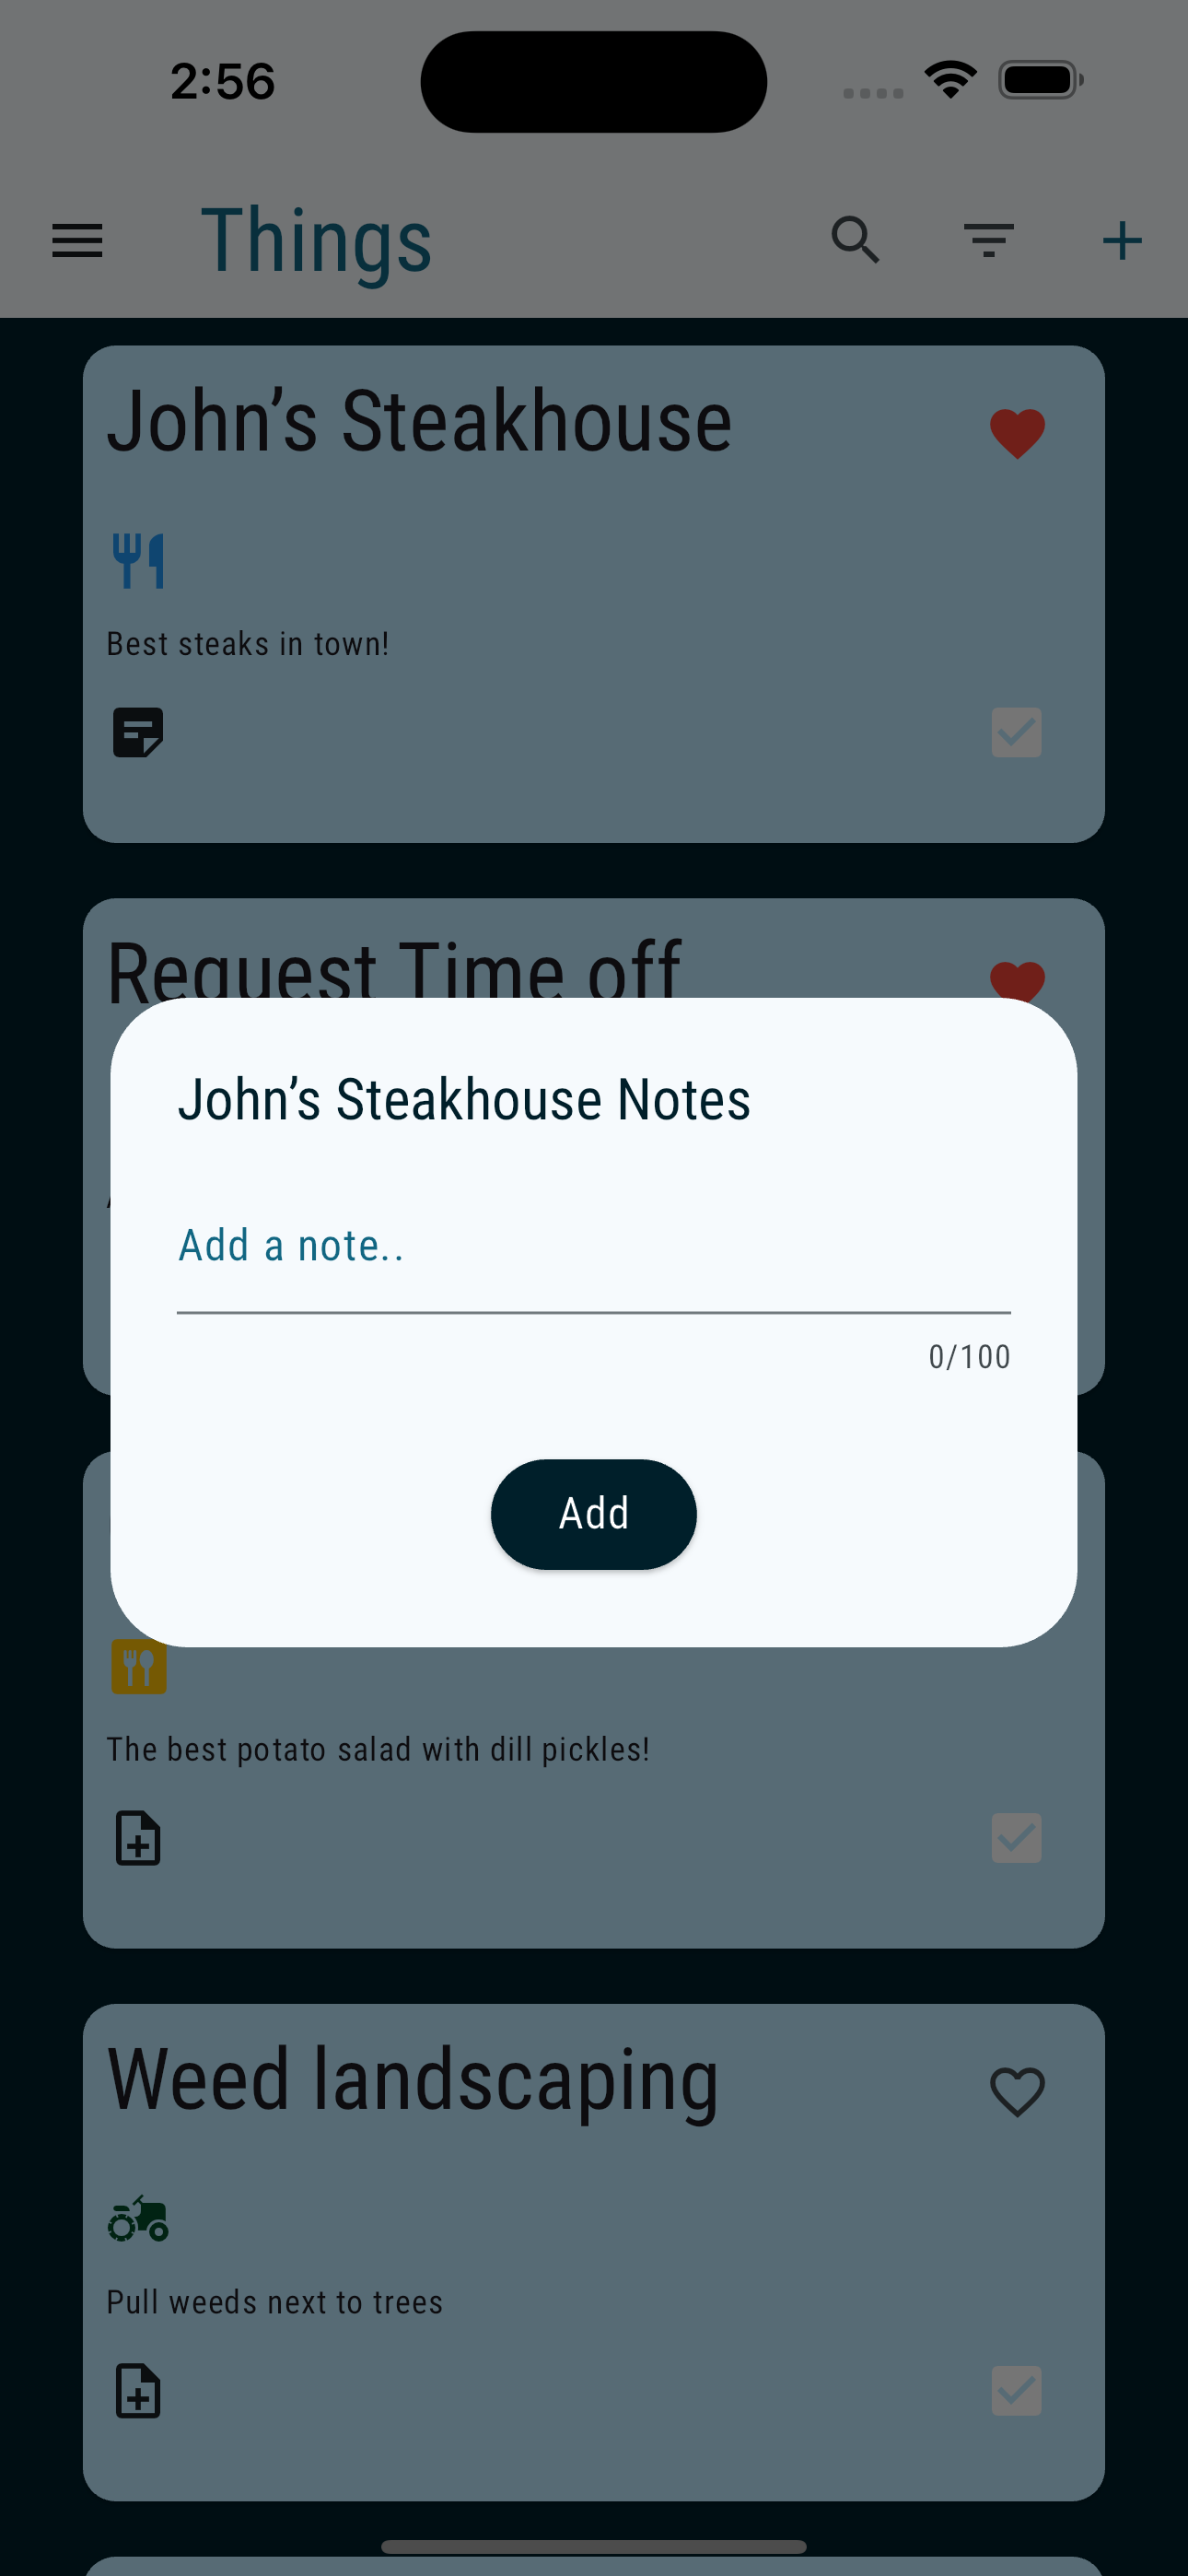 2:56
Things
John’s Steakhouse
Best steaks in town!
Request Time off
John’s Steakhouse Notes
Add a note..
0/100
Add
The best potato salad with dill pickles!
Weed landscaping
Pull weeds next to trees